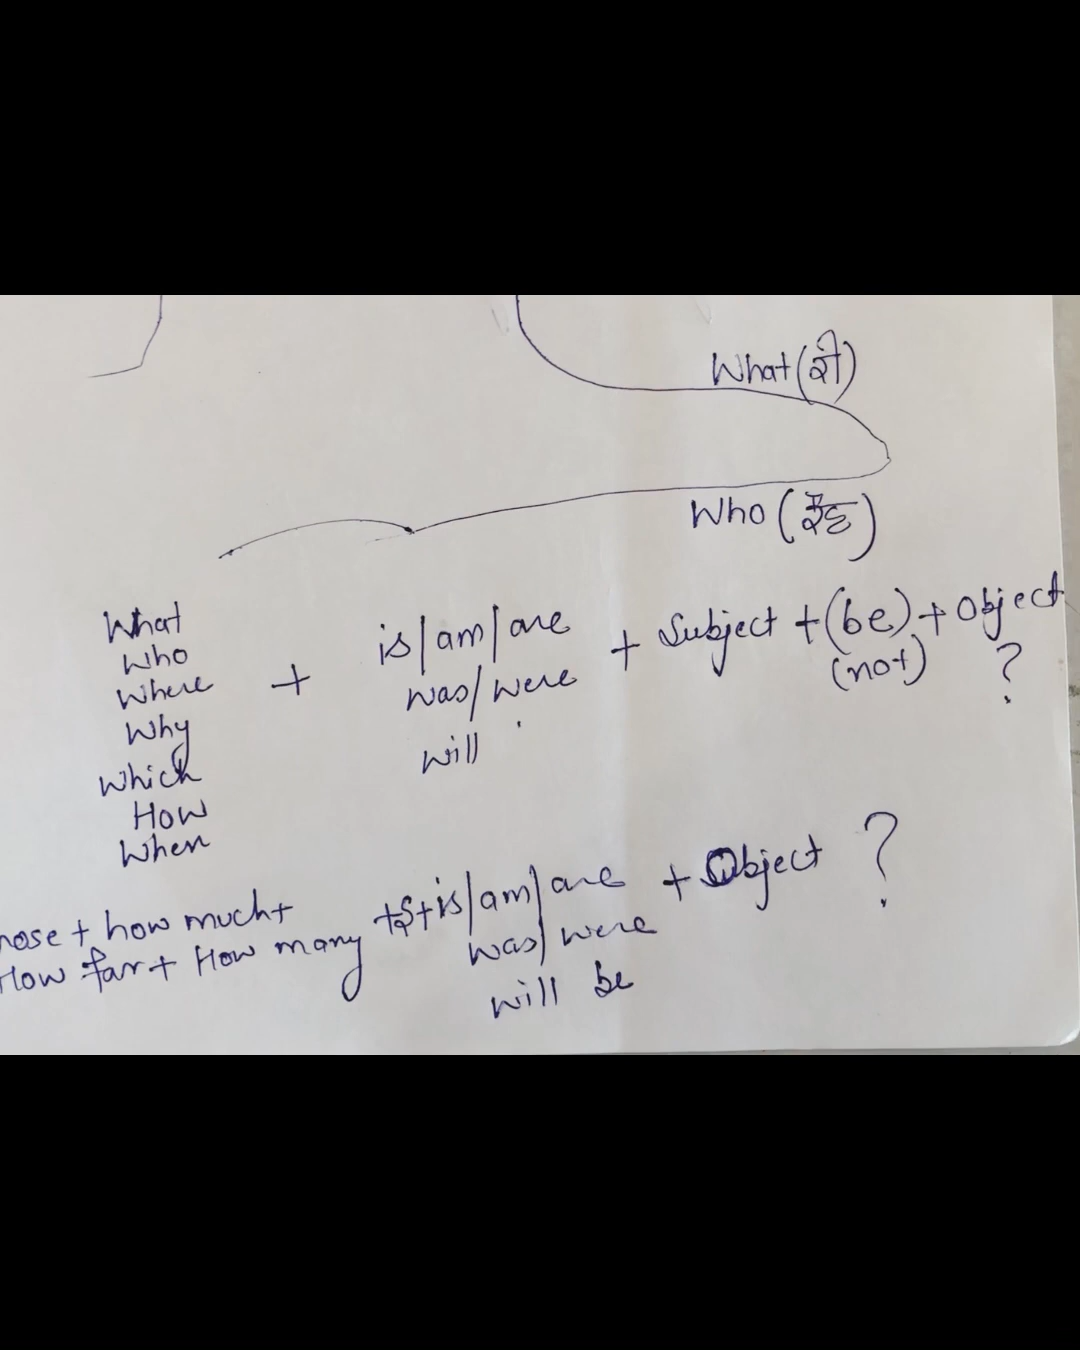 What (ਕੀ)
Who (ਕੌਣ)
What
Who
Where
Why
Which
How
When
+
is/am/are
was/were
will
+ Subject + (be) + Object
(not) ?
how much +
How far + How many
+S+ is/am/are + Object ?
was/were
will be